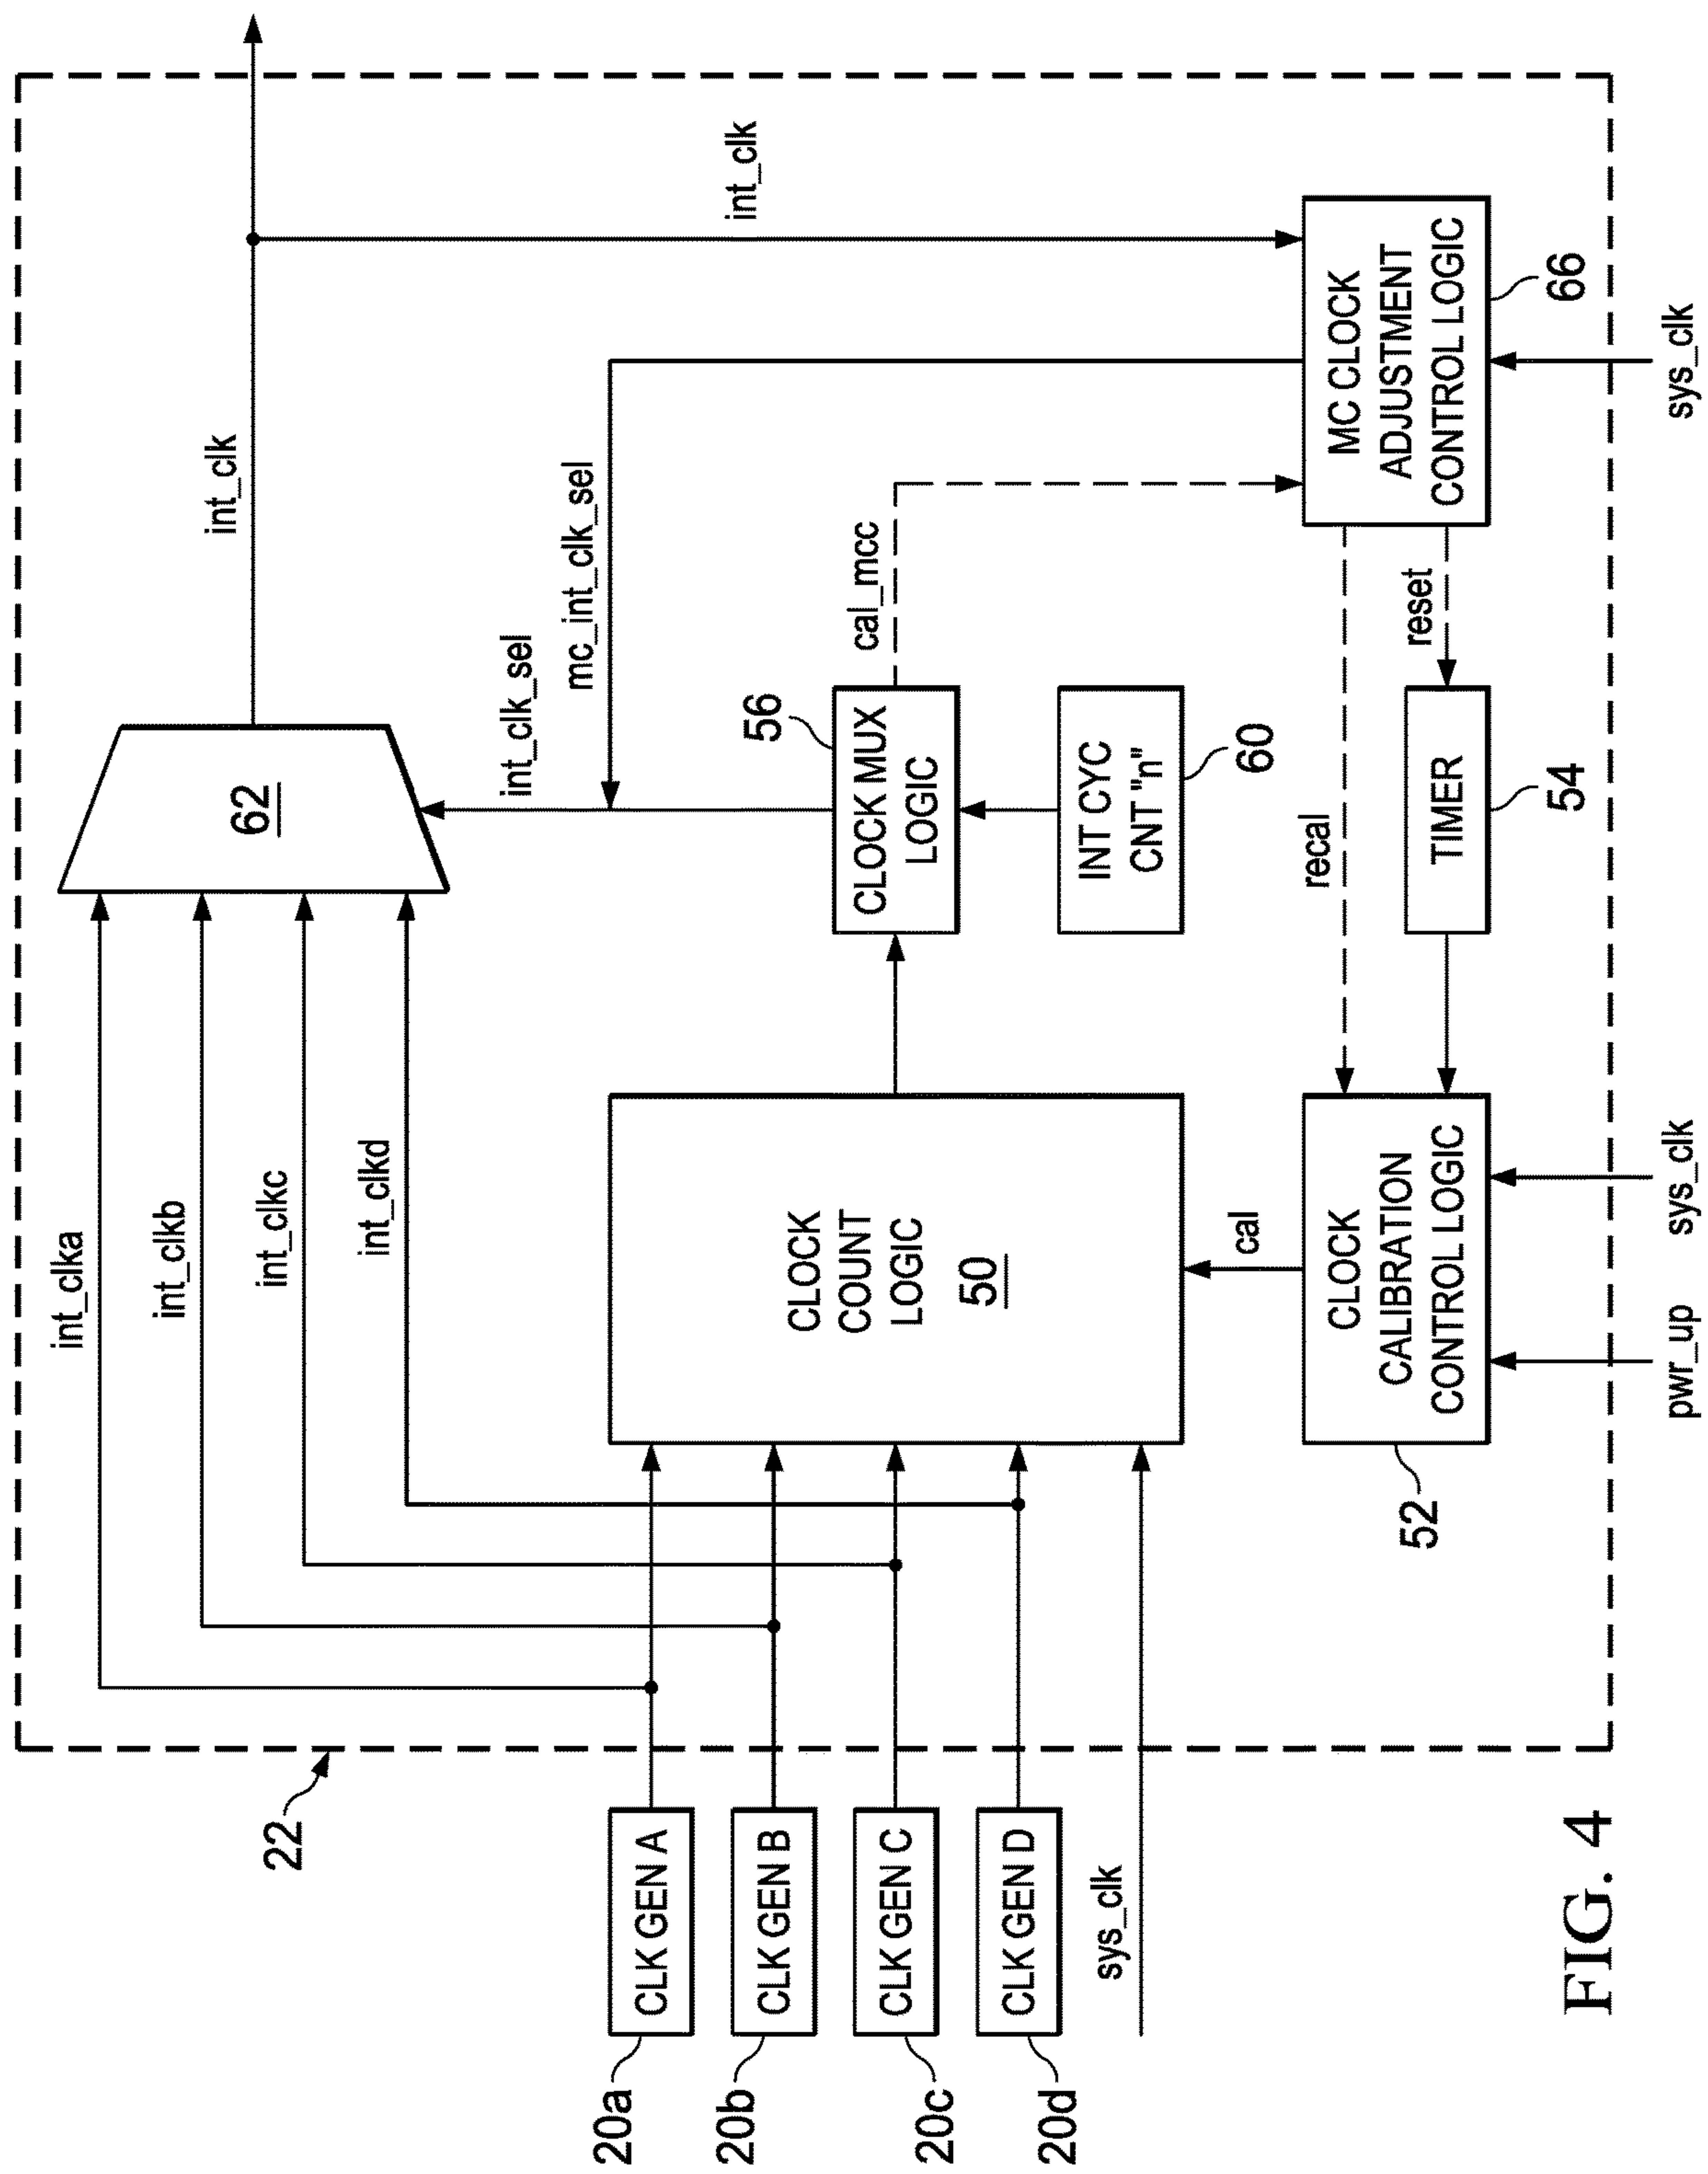 22
int_clka
int_clkb
int_clkc
int_clkd
62
int_clk
int_clk_sel
mc_int_clk_sel
int_clk
20a
CLK GEN A
20b
CLK GEN B
20c
CLK GEN C
20d
CLK GEN D
sys_clk
CLOCK
COUNT
LOGIC
50
56
CLOCK MUX
LOGIC
cal_mcc
INT CYC
CNT "n"
60
cal
recal
reset
52
CLOCK
CALIBRATION
CONTROL LOGIC
TIMER
54
MC CLOCK
ADJUSTMENT
CONTROL LOGIC
66
pwr_up
sys_clk
sys_clk
FIG. 4